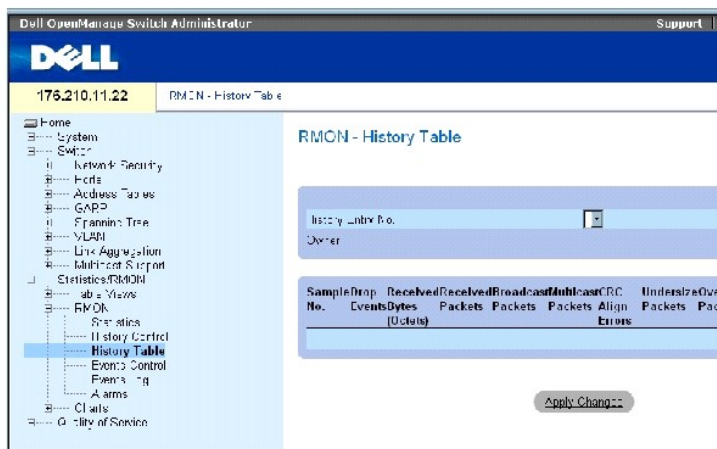 Dell OpenManage Switch Administrator
Support
DELL
176.210.11.22
RMON - History Table
Home
System
Switch
Network Security
Ports
Address Tables
GARP
Spanning Tree
VLAN
Link Aggregation
Multicast Support
Statistics/RMON
Table Views
RMON
Statistics
History Control
History Table
Events Control
Events Log
Alarms
Charts
Quality of Service
RMON - History Table
History Entry No.
Owner
Sample No.
Drop Events
Received Bytes (Octets)
Received Packets
Broadcast Packets
Multicast Packets
CRC Align Errors
Undersize Packets
Apply Changes